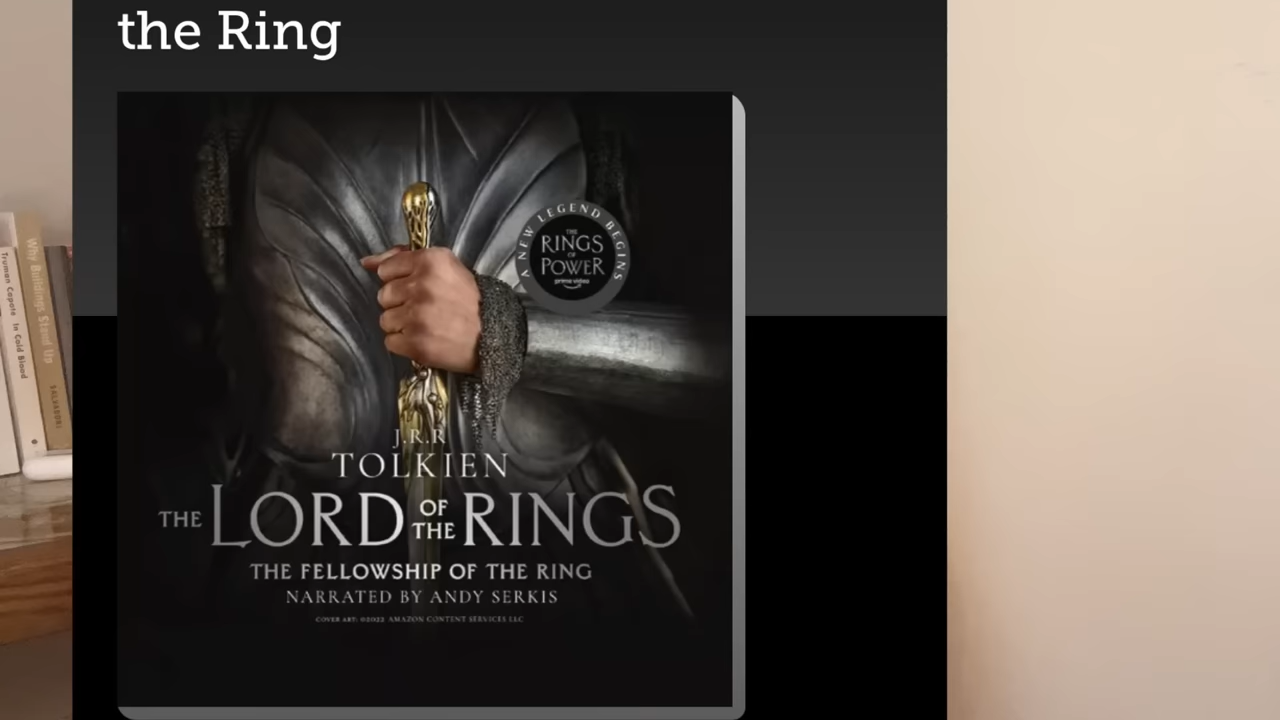 the Ring
A NEW LEGEND BEGINS
THE
RINGS
OF
POWER
prime video
J.R.R
TOLKIEN
THE LORD OF THE RINGS
THE FELLOWSHIP OF THE RING
NARRATED BY ANDY SERKIS
COVER ART: ©2022 AMAZON CONTENT SERVICES LLC
Truman Capote In Cold Blood
Why Buildings Stand Up
SALVADORI